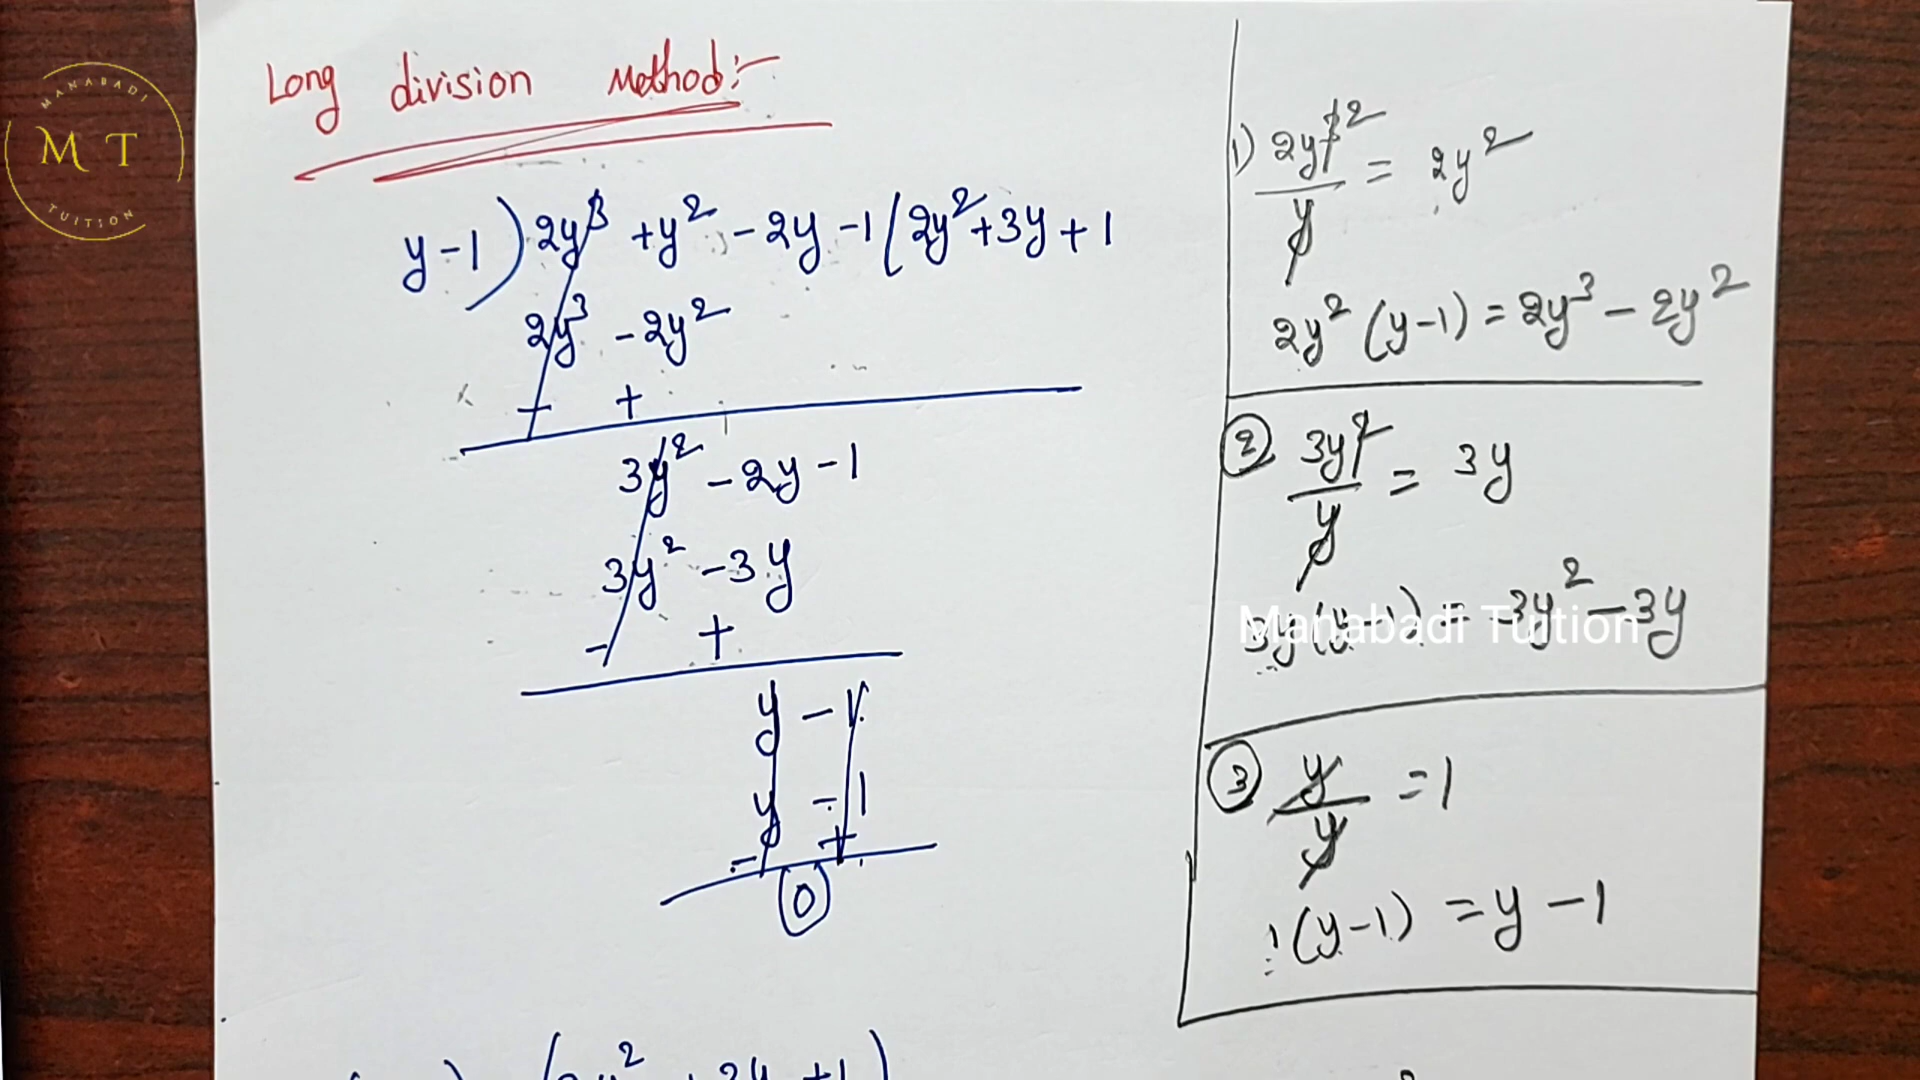 MANABADI
M T
TUITION
Long division Method:-
y-1) 2y³ + y² - 2y - 1 ( 2y² + 3y + 1
2y³ - 2y²
- +
3y² - 2y - 1
3y² - 3y
- +
y - 1
y - 1
- +
0
1) 2y³/y = 2y²
2
2y² (y-1) = 2y³ - 2y²
② 3y²/y = 3y
3y(y-1) = 3y² - 3y
Manabadi Tuition
③ y/y = 1
1(y-1) = y - 1